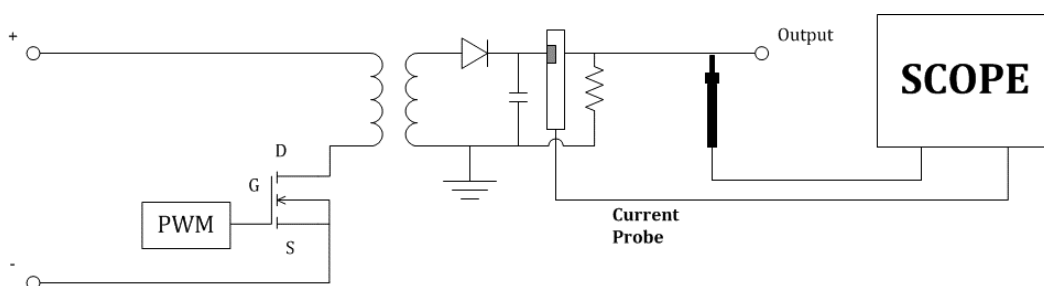 +
Output
SCOPE
D
G
PWM
S
Current
Probe
-